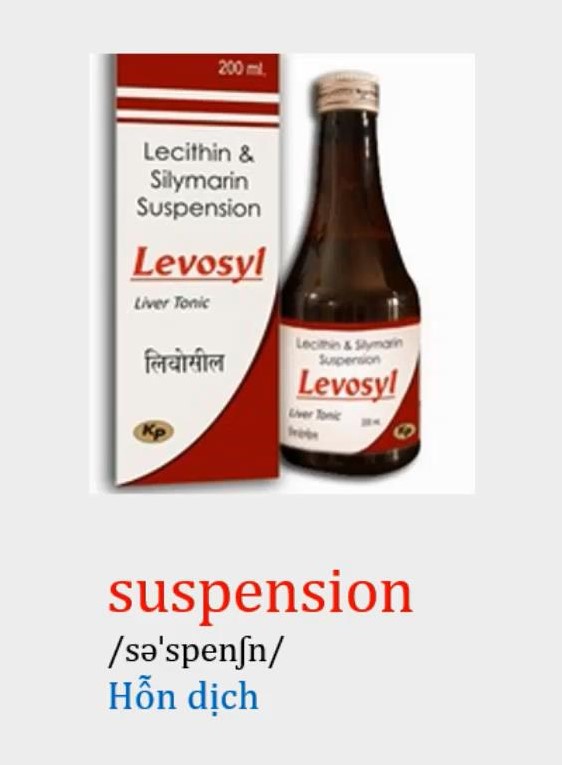 200 ml.
Lecithin &
Silymarin
Suspension
Levosyl
Liver Tonic
लिवोसील
KP
Lecithin & Silymarin
Suspension
Levosyl
Liver Tonic
200 ml.
KP
suspension
/sə'spenʃn/
Hỗn dịch